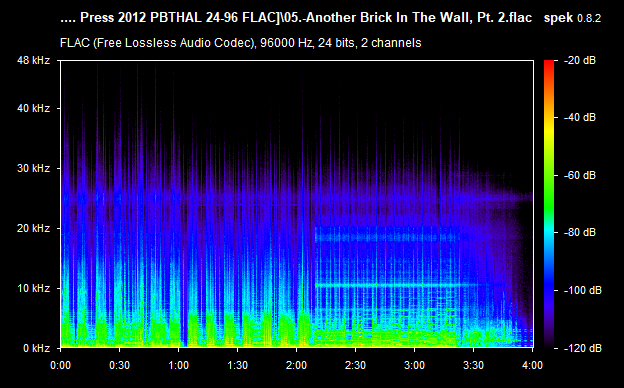 .... Press 2012 PBTHAL 24-96 FLAC]\05.-Another Brick In The Wall, Pt. 2.flac spek 0.8.2
FLAC (Free Lossless Audio Codec), 96000 Hz, 24 bits, 2 channels
48 kHz
40 kHz
30 kHz
20 kHz
10 kHz
0 kHz
0:00 0:30 1:00 1:30 2:00 2:30 3:00 3:30 4:00
-20 dB
-40 dB
-60 dB
-80 dB
-100 dB
-120 dB